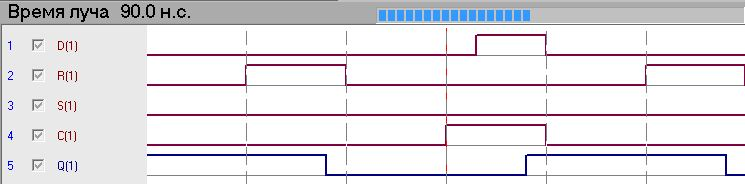 Время луча 90.0 н.с.
1 D(1)
2 R(1)
3 S(1)
4 C(1)
5 Q(1)